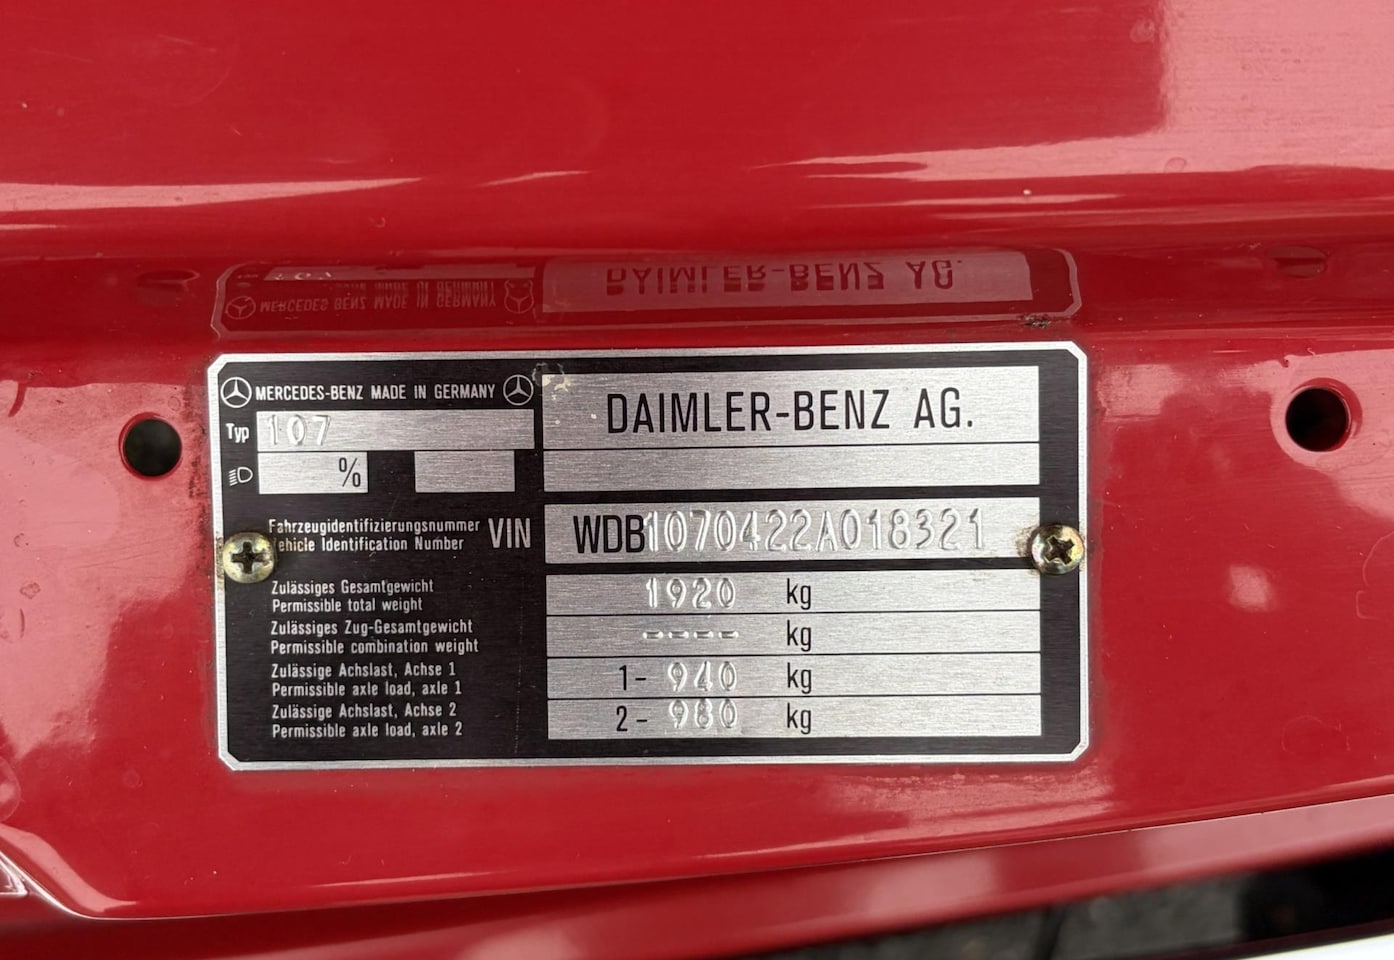 MERCEDES-BENZ MADE IN GERMANY
DAIMLER-BENZ AG.
Typ 107
%
Fahrzeugidentifizierungsnummer
Vehicle Identification Number
VIN WDB1070422A018321
Zulässiges Gesamtgewicht
Permissible total weight
1920 kg
Zulässiges Zug-Gesamtgewicht
Permissible combination weight
---- kg
Zulässige Achslast, Achse 1
Permissible axle load, axle 1
1- 940 kg
Zulässige Achslast, Achse 2
Permissible axle load, axle 2
2- 980 kg